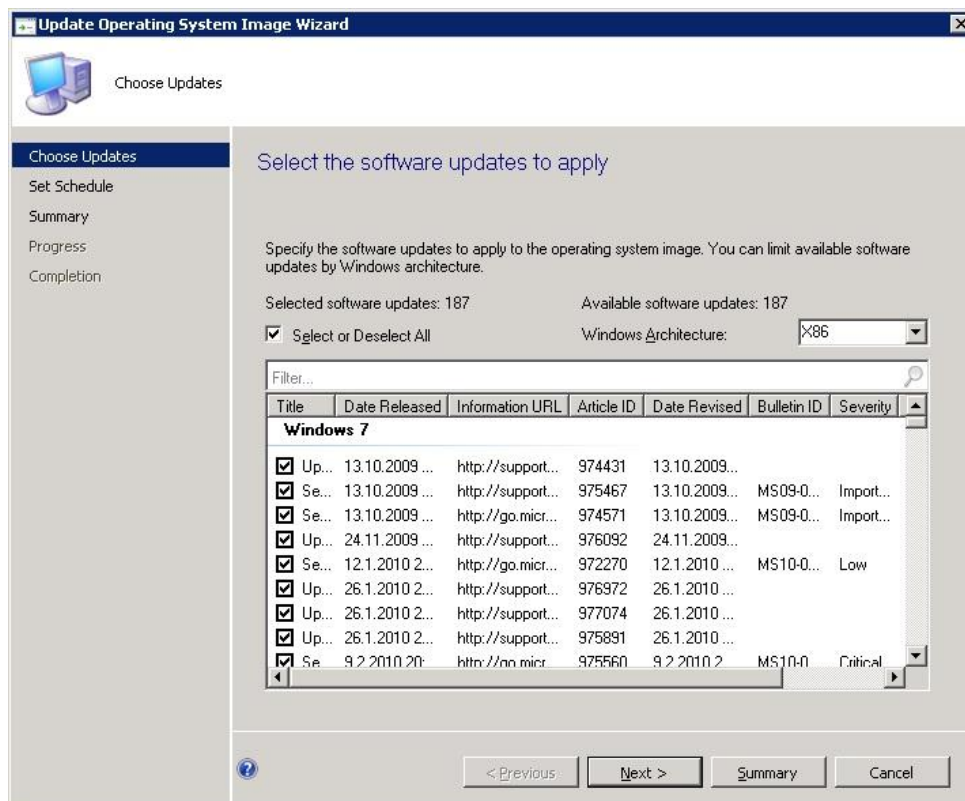 Update Operating System Image Wizard
Choose Updates
Choose Updates
Set Schedule
Summary
Progress
Completion
Select the software updates to apply
Specify the software updates to apply to the operating system image. You can limit available software
updates by Windows architecture.
Selected software updates: 187 Available software updates: 187
Select or Deselect All Windows Architecture: X86
Filter...
Title Date Released Information URL Article ID Date Revised Bulletin ID Severity
Windows 7
Up... 13.10.2009 ... http://support... 974431 13.10.2009...
Se... 13.10.2009 ... http://support... 975467 13.10.2009... MS09-0... Import...
Se... 13.10.2009 ... http://go.micr... 974571 13.10.2009... MS09-0... Import...
Up... 24.11.2009 ... http://support... 976092 24.11.2009...
Se... 12.1.2010 2... http://go.micr... 972270 12.1.2010 ... MS10-0... Low
Up... 26.1.2010 2... http://support... 976972 26.1.2010 ...
Up... 26.1.2010 2... http://support... 977074 26.1.2010 ...
Up... 26.1.2010 2... http://support... 975891 26.1.2010 ...
Se 9.2.2010 20: http://go.micr 975560 9.2.2010 2 MS10-0 Critical
< Previous Next > Summary Cancel